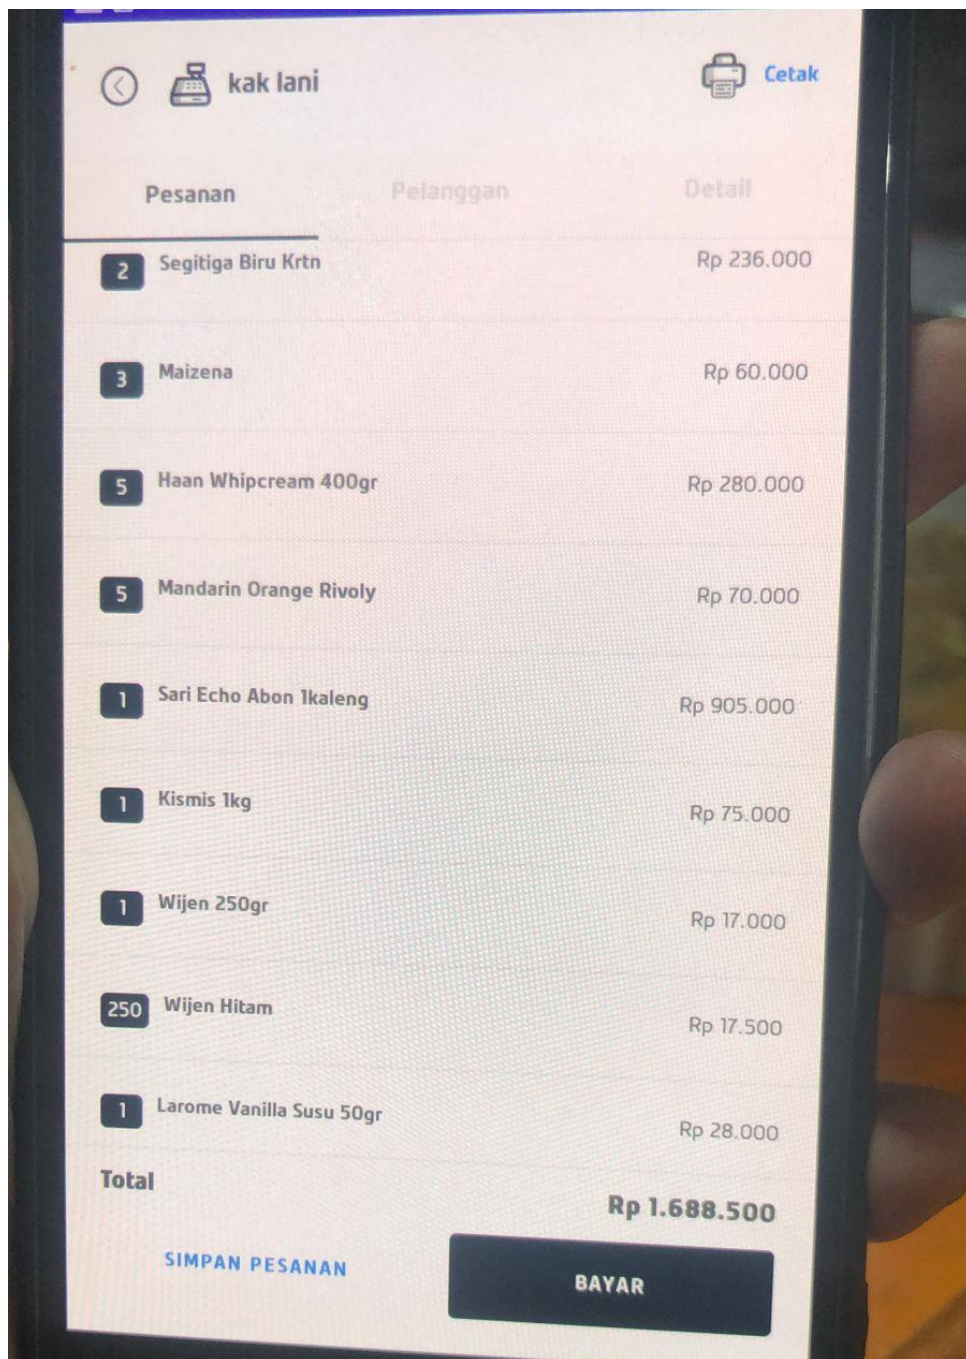 kak lani
Cetak
Pesanan Pelanggan Detail
2 Segitiga Biru Krtn Rp 236.000
3 Maizena Rp 60.000
5 Haan Whipcream 400gr Rp 280.000
5 Mandarin Orange Rivoly Rp 70.000
1 Sari Echo Abon 1kaleng Rp 905.000
1 Kismis 1kg Rp 75.000
1 Wijen 250gr Rp 17.000
250 Wijen Hitam Rp 17.500
1 Larome Vanilla Susu 50gr Rp 28.000
Total Rp 1.688.500
SIMPAN PESANAN BAYAR